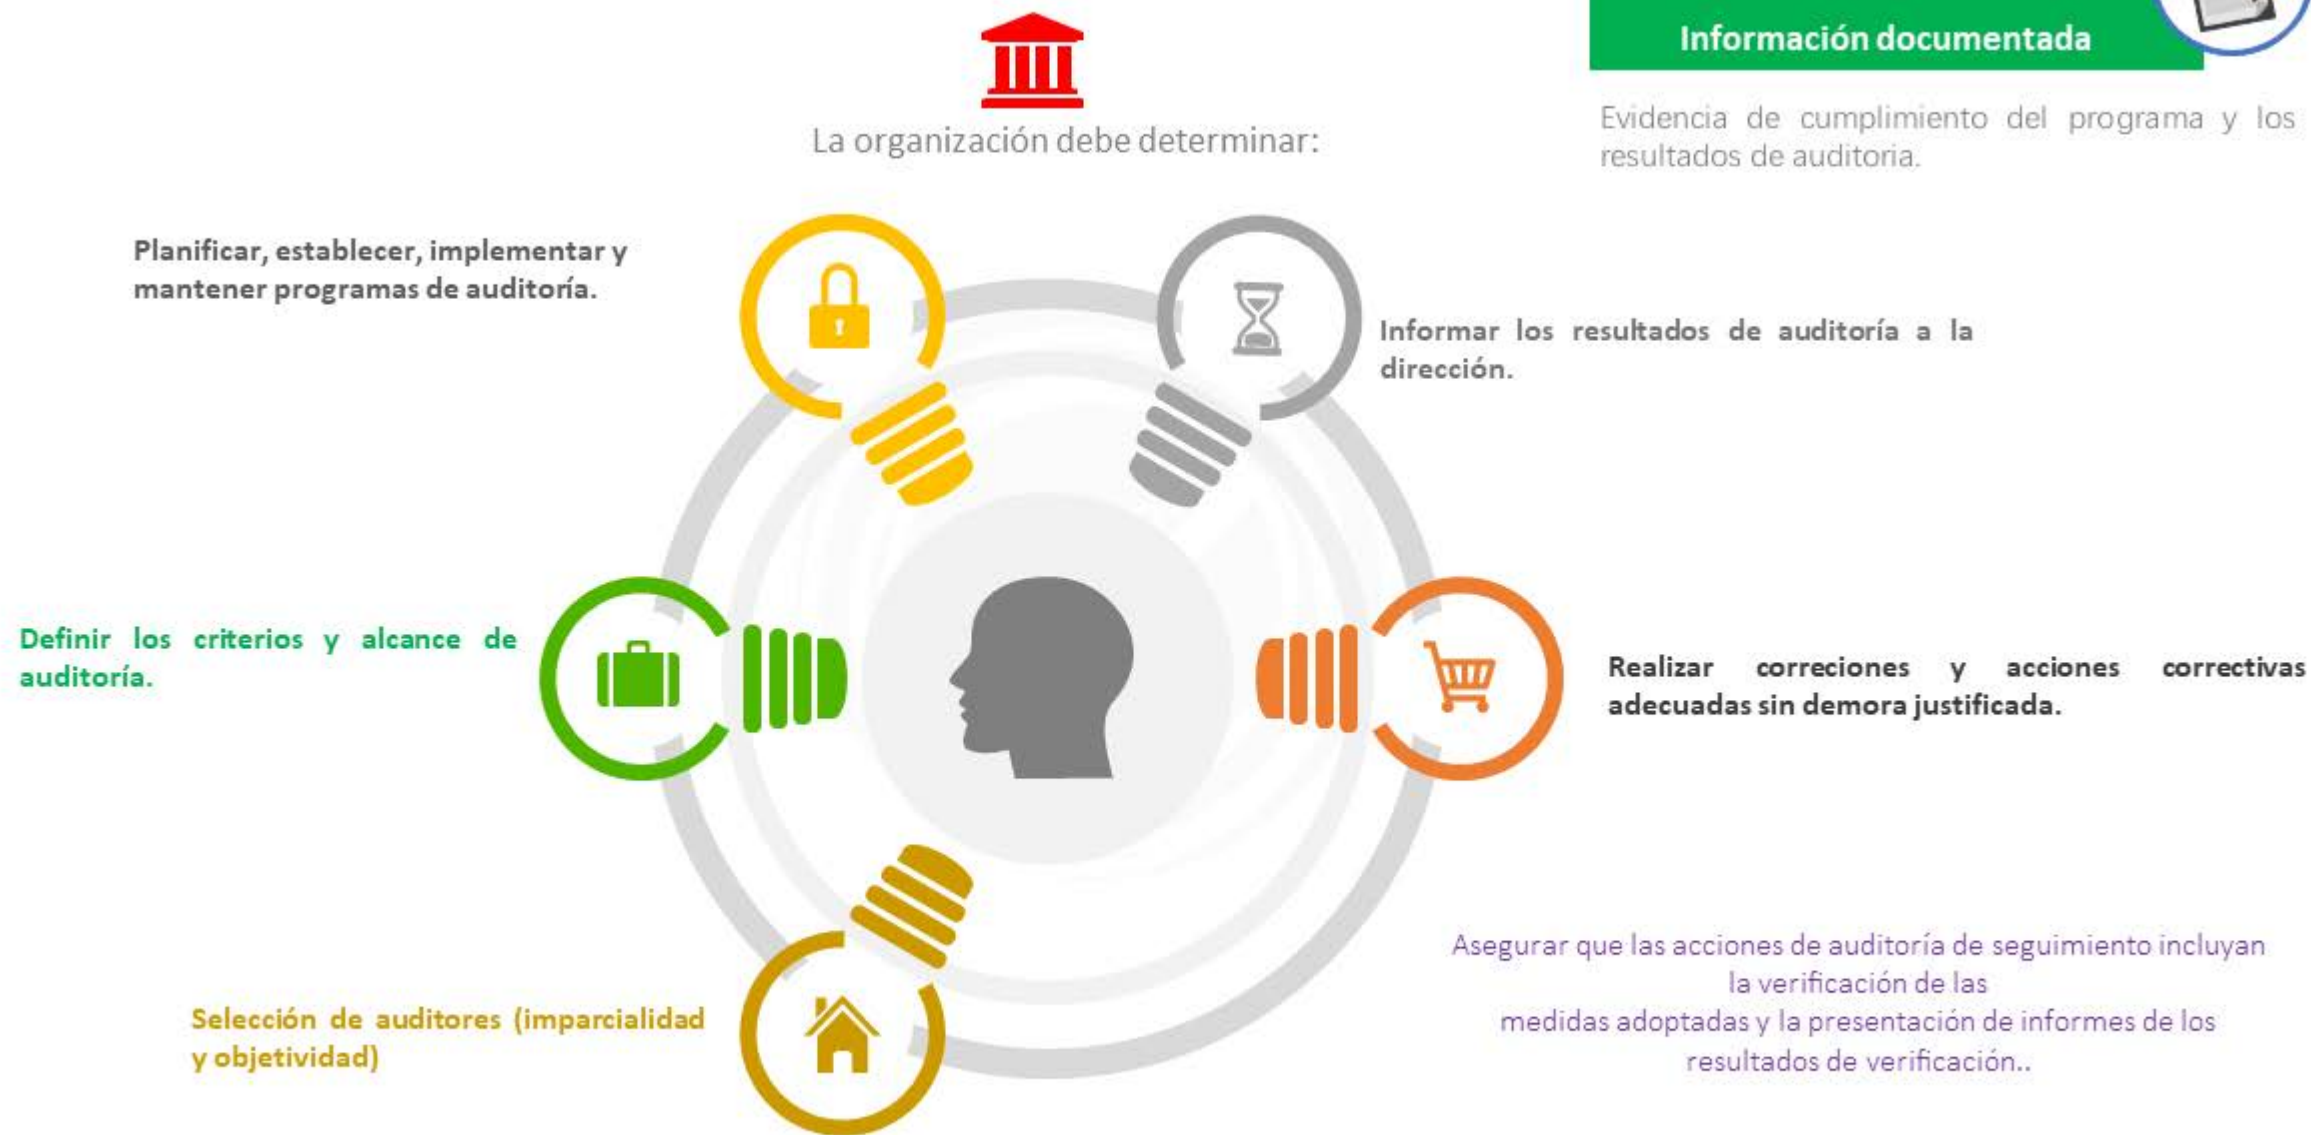 Información documentada
Evidencia de cumplimiento del programa y los
resultados de auditoria.
La organización debe determinar:
Planificar, establecer, implementar y
mantener programas de auditoría.
Informar los resultados de auditoría a la
dirección.
Definir los criterios y alcance de
auditoría.
Realizar correciones y acciones correctivas
adecuadas sin demora justificada.
Selección de auditores (imparcialidad
y objetividad)
Asegurar que las acciones de auditoría de seguimiento incluyan
la verificación de las
medidas adoptadas y la presentación de informes de los
resultados de verificación..